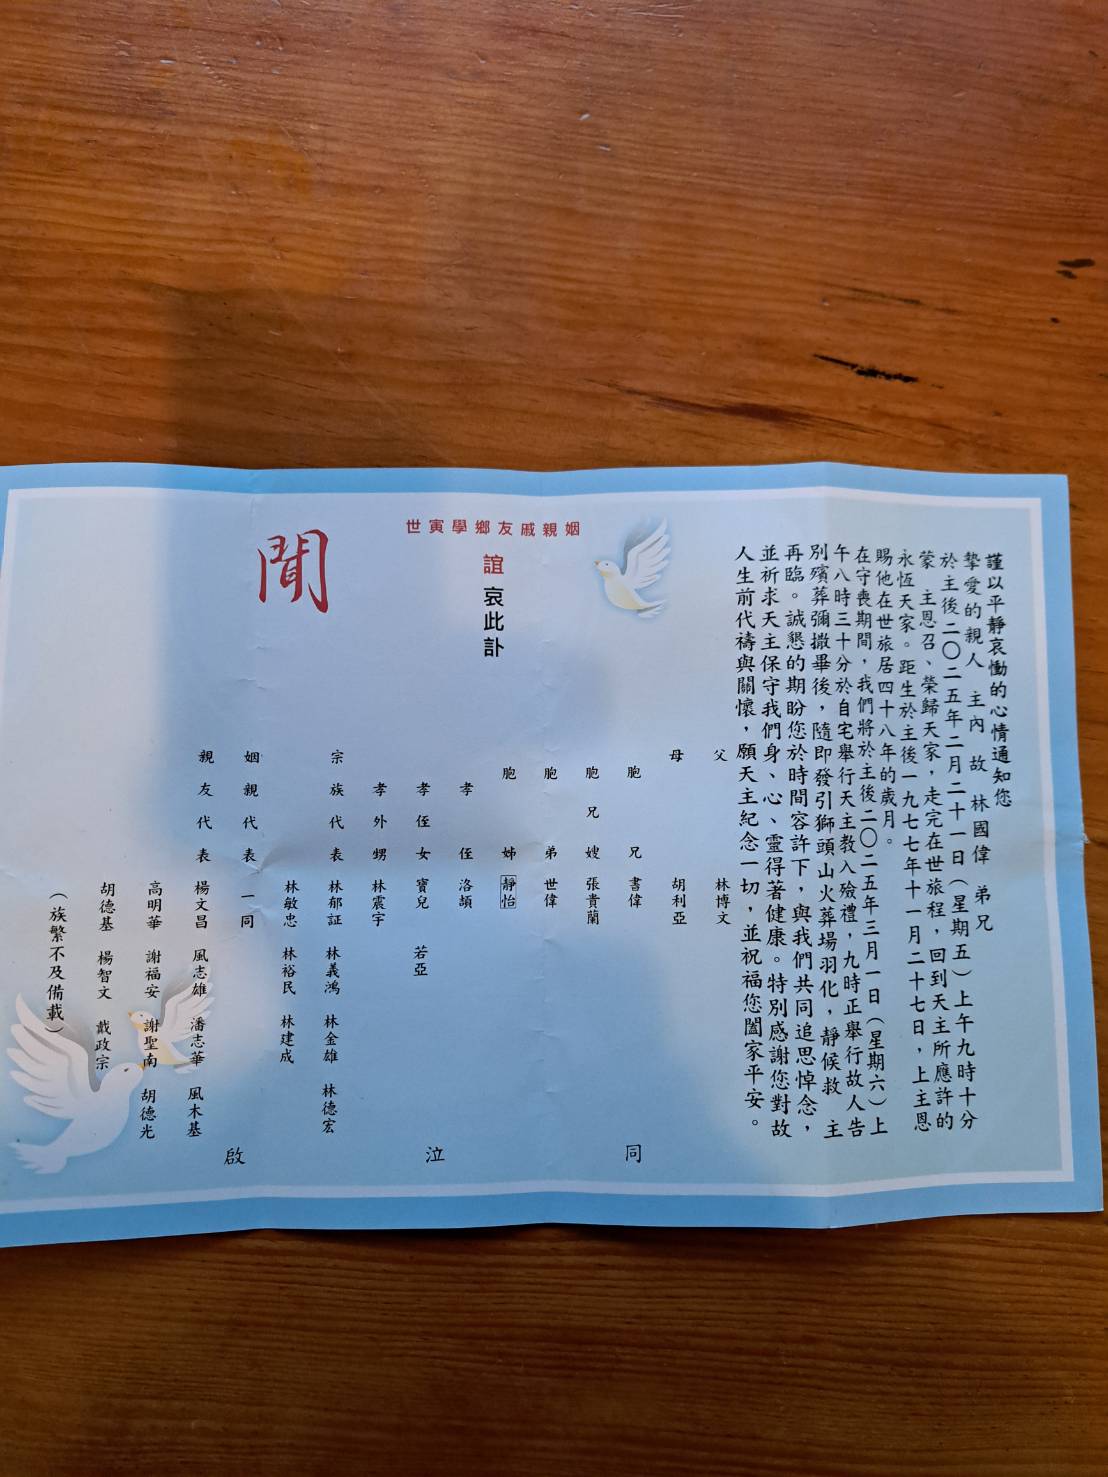 謹以平靜哀慟的心情通知您
摯愛的親人 主內 故 林國偉 弟兄
於主後二〇二五年二月二十一日（星期五）上午九時十分
蒙 主恩召、榮歸天家，走完在世旅程，回到天主所應許的
永恆天家。距生於主後一九七七年十一月二十七日，上主恩
賜他在世旅居四十八年的歲月。
在守喪期間，我們將於主後二〇二五年三月一日（星期六）上
午八時三十分於自宅舉行天主教入殮禮，九時正舉行故人告
別殯葬彌撒畢後，隨即發引獅頭山火葬場羽化，靜候救 主
再臨。誠懇的期盼您於時間容許下，與我們共同追思悼念，
並祈求天主保守我們身、心、靈得著健康。特別感謝您對故
人生前代禱與關懷，願天主紀念一切，並祝福您闔家平安。
父 林博文
母 胡利亞
胞兄 書偉
胞兄嫂 張貴蘭
胞弟 世偉
胞姊 靜怡
孝侄 洛頡
孝侄女 寶兒 若亞
孝外甥 林震宇
宗族代表 林郁証 林義鴻 林金雄 林德宏
林敏忠 林裕民 林建成
姻親代表 一同
親友代表 楊文昌 風志雄 潘志華 風木基
高明華 謝福安 謝聖南 胡德光
胡德基 楊智文 戴政宗
（族繁不及備載）
同 泣 啟
姻親戚友鄉學寅世
誼 哀此訃
聞